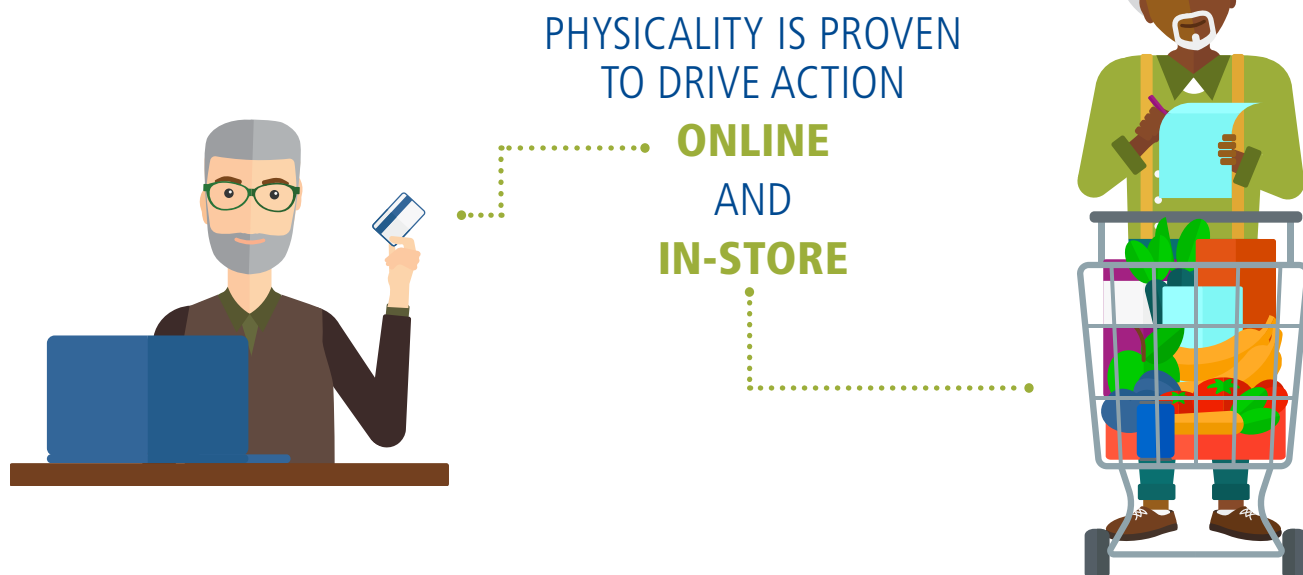 PHYSICALITY IS PROVEN
TO DRIVE ACTION
ONLINE
AND
IN-STORE